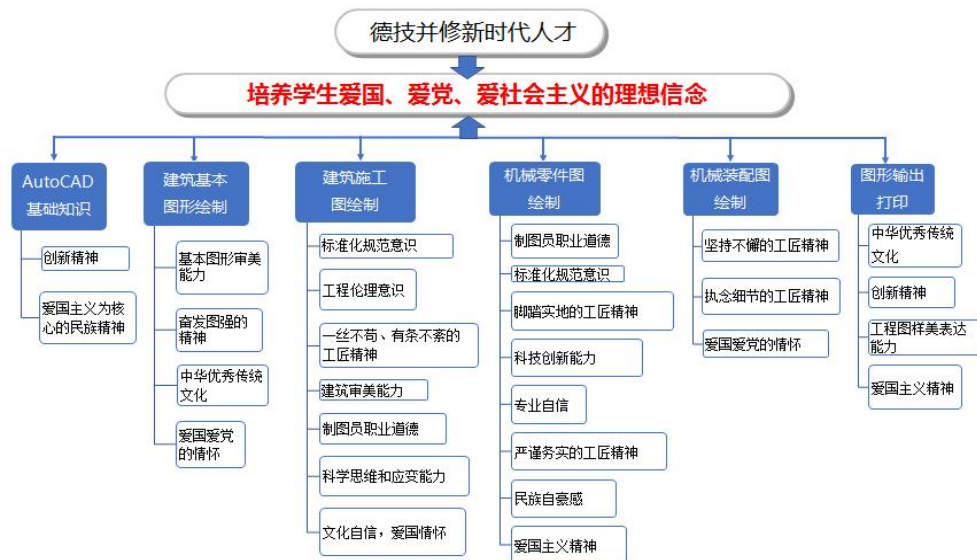 德技并修新时代人才
培养学生爱国、爱党、爱社会主义的理想信念
AutoCAD
基础知识
创新精神
爱国主义为核
心的民族精神
建筑基本
图形绘制
基本图形审美
能力
奋发图强的
精神
中华优秀传统
文化
爱国爱党
的情怀
建筑施工
图绘制
标准化规范意识
工程伦理意识
一丝不苟、有条不紊的
工匠精神
建筑审美能力
制图员职业道德
科学思维和应变能力
文化自信，爱国情怀
机械零件图
绘制
制图员职业道德
标准化规范意识
脚踏实地的工匠精神
科技创新能力
专业自信
严谨务实的工匠精神
民族自豪感
爱国主义精神
机械装配图
绘制
坚持不懈的工匠精神
执念细节的工匠精神
爱国爱党的情怀
图形输出
打印
中华优秀传统
文化
创新精神
工程图样美表达
能力
爱国主义精神